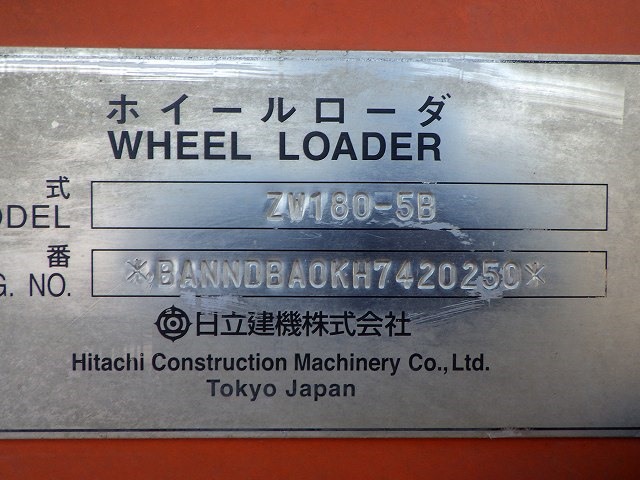 ホイールローダ
WHEEL LOADER
式
ODEL ZW180-5B
番
G. NO. *BANNDBA0KH7420250*
日立建機株式会社
Hitachi Construction Machinery Co., Ltd.
Tokyo Japan